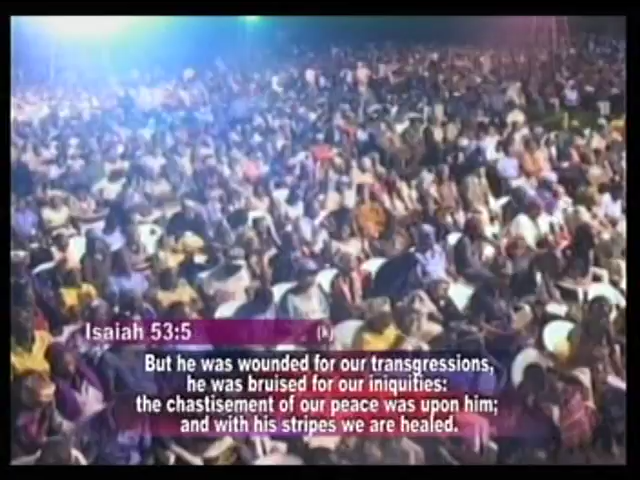 Isaiah 53:5 (k)
But he was wounded for our transgressions,
he was bruised for our iniquities:
the chastisement of our peace was upon him;
and with his stripes we are healed.